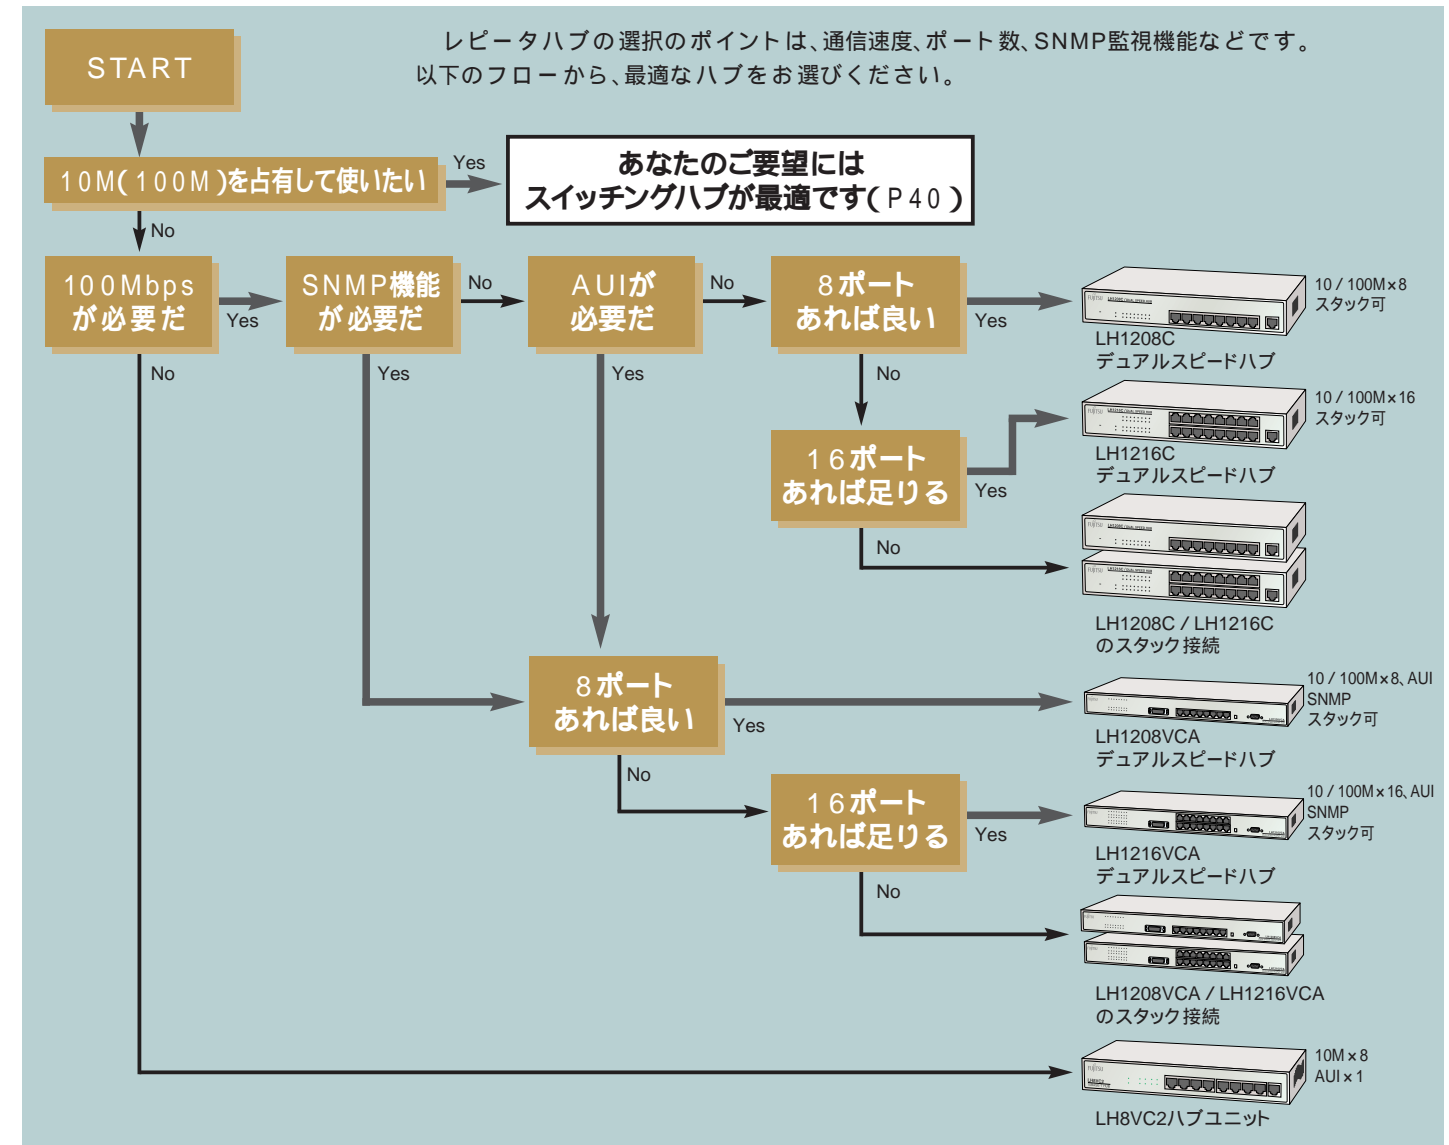 レピータハブの選択のポイントは、通信速度、ポート数、SNMP監視機能などです。
以下のフローから、最適なハブをお選びください。
START
10M(100M)を占有して使いたい
Yes
あなたのご要望には
スイッチングハブが最適です(P40)
No
100Mbps
が必要だ
Yes
No
SNMP機能
が必要だ
No
Yes
AUIが
必要だ
No
Yes
8ポート
あれば良い
Yes
No
10 / 100M×8
スタック可
LH1208C
デュアルスピードハブ
16ポート
あれば足りる
Yes
No
10 / 100M×16
スタック可
LH1216C
デュアルスピードハブ
LH1208C / LH1216C
のスタック接続
8ポート
あれば良い
Yes
No
10 / 100M×8、AUI
SNMP
スタック可
LH1208VCA
デュアルスピードハブ
16ポート
あれば足りる
Yes
No
10 / 100M×16、AUI
SNMP
スタック可
LH1216VCA
デュアルスピードハブ
LH1208VCA / LH1216VCA
のスタック接続
10M×8
AUI×1
LH8VC2ハブユニット